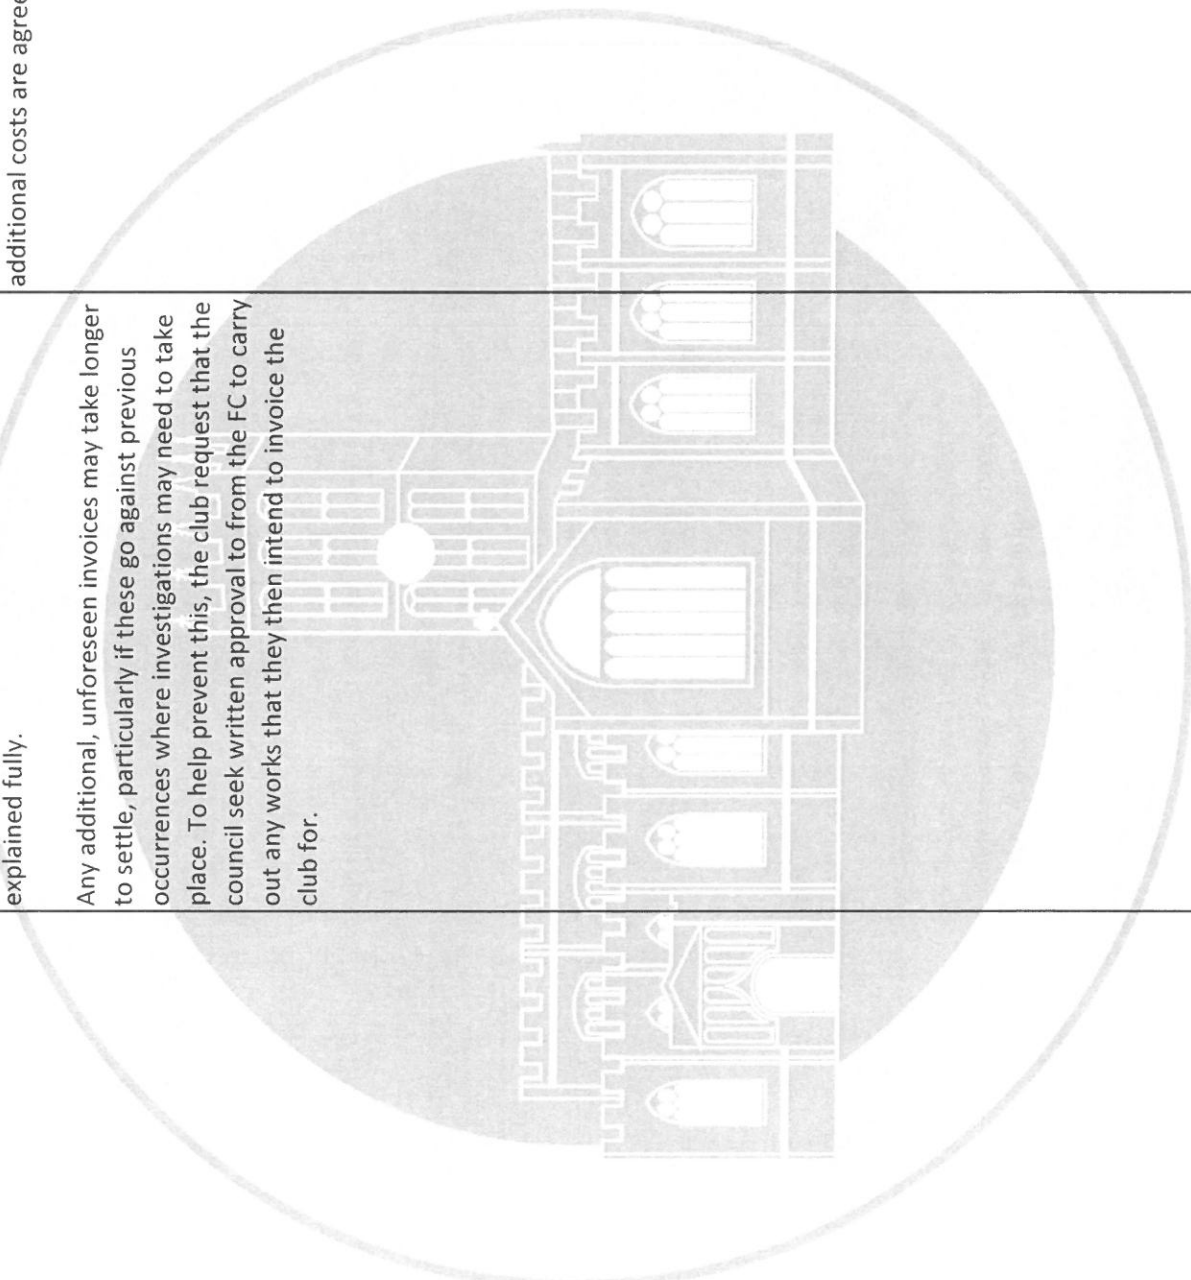 explained fully.
Any additional, unforeseen invoices may take longer
to settle, particularly if these go against previous
occurrences where investigations may need to take
place. To help prevent this, the club request that the
council seek written approval to from the FC to carry
out any works that they then intend to invoice the
club for.
additional costs are agree